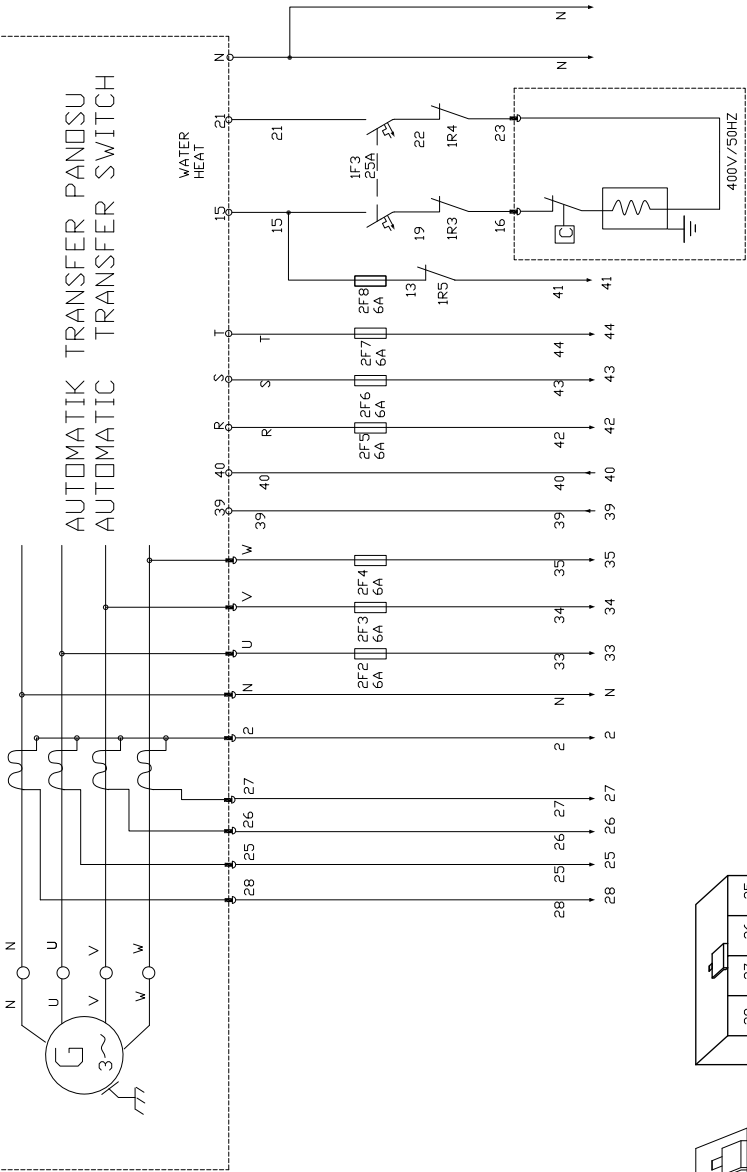 AUTOMATIK TRANSFER PANOSU
AUTOMATIC TRANSFER SWITCH
WATER
HEAT
N
N
N
21
21
1F3
25A
22
1R4
23
400V/50HZ
15
15
19
1R3
16
C
2F8
6A
13
1R5
41
41
T
T
2F7
6A
44
44
S
S
2F6
6A
43
43
R
R
2F5
6A
42
42
40
40
40
40
39
39
39
39
W
2F4
6A
35
35
V
2F3
6A
34
34
U
2F2
6A
33
33
N
N
N
2
2
2
27
27
27
26
26
26
25
25
25
28
28
28
N
N
U
U
V
V
W
W
G
3~